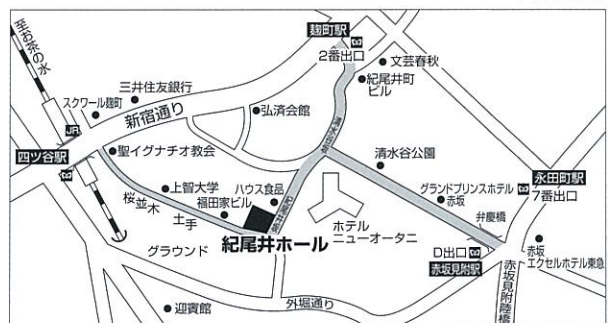 至お茶の水
麹町駅
2番出口
文芸春秋
三井住友銀行
紀尾井町
ビル
スクワール麹町
新宿通り
弘済会館
JR
四ツ谷駅
聖イグナチオ教会
清水谷公園
上智大学
ハウス食品
グランドプリンスホテル
赤坂
永田町駅
7番出口
福田家ビル
桜並木
土手
弁慶橋
ホテル
ニューオータニ
紀尾井ホール
グラウンド
D出口
赤坂見附駅
赤坂
エクセルホテル東急
迎賓館
外堀通り
赤坂見附陸橋